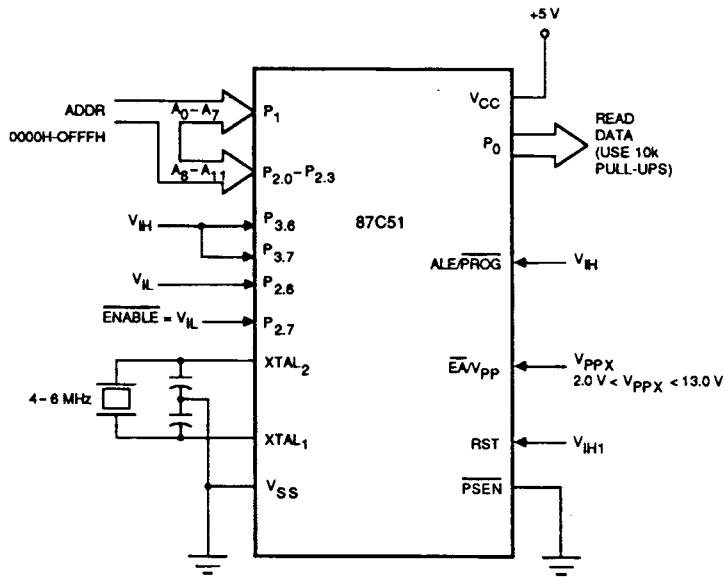 +5 V
ADDR
0000H-OFFFH
A0–A7
A8–A11
P1
P2.0–P2.3
VCC
P0
READ
DATA
(USE 10k
PULL-UPS)
87C51
VIH
P3.6
P3.7
VIL
P2.6
ENABLE = VIL
P2.7
ALE/PROG
VIH
XTAL2
4–6 MHz
XTAL1
EA/VPP
VPPX
2.0 V < VPPX < 13.0 V
RST
VIH1
VSS
PSEN